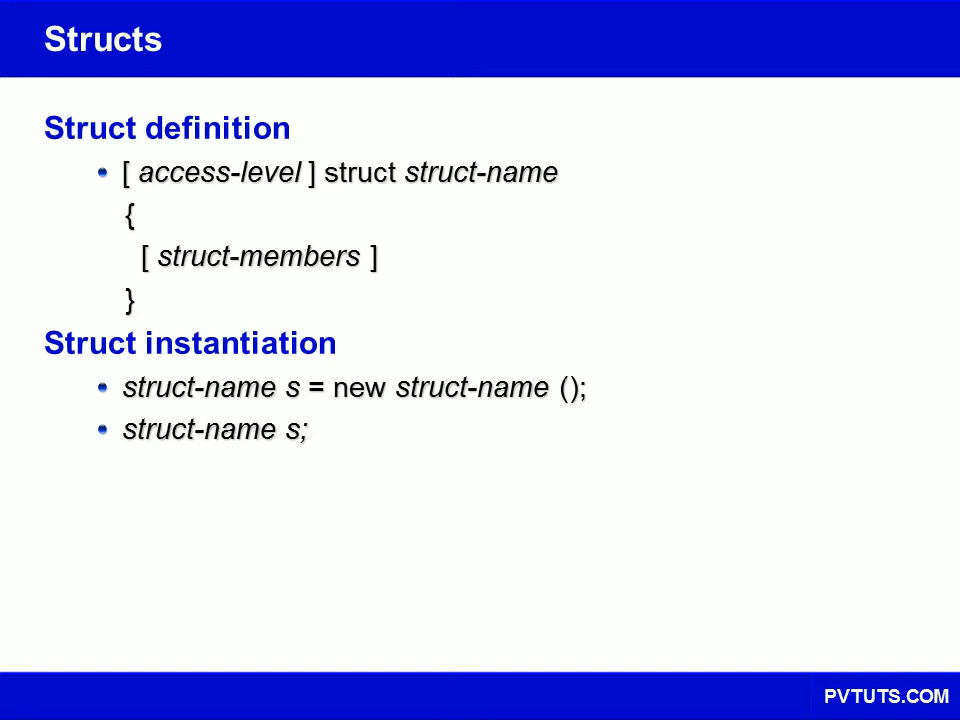 Structs
Struct definition
[ access-level ] struct struct-name
{
[ struct-members ]
}
Struct instantiation
struct-name s = new struct-name ();
struct-name s;
PVTUTS.COM